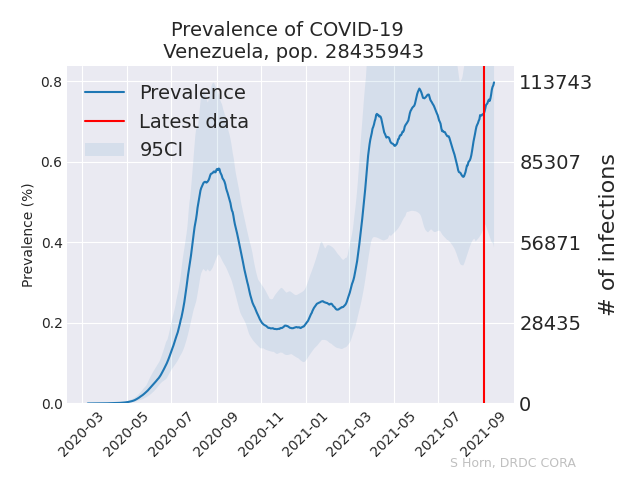 Prevalence of COVID-19
Venezuela, pop. 28435943
Prevalence
Latest data
95CI
Prevalence (%)
0.8
0.6
0.4
0.2
0.0
113743
85307
56871
28435
0
# of infections
2020-03
2020-05
2020-07
2020-09
2020-11
2021-01
2021-03
2021-05
2021-07
2021-09
S Horn, DRDC CORA